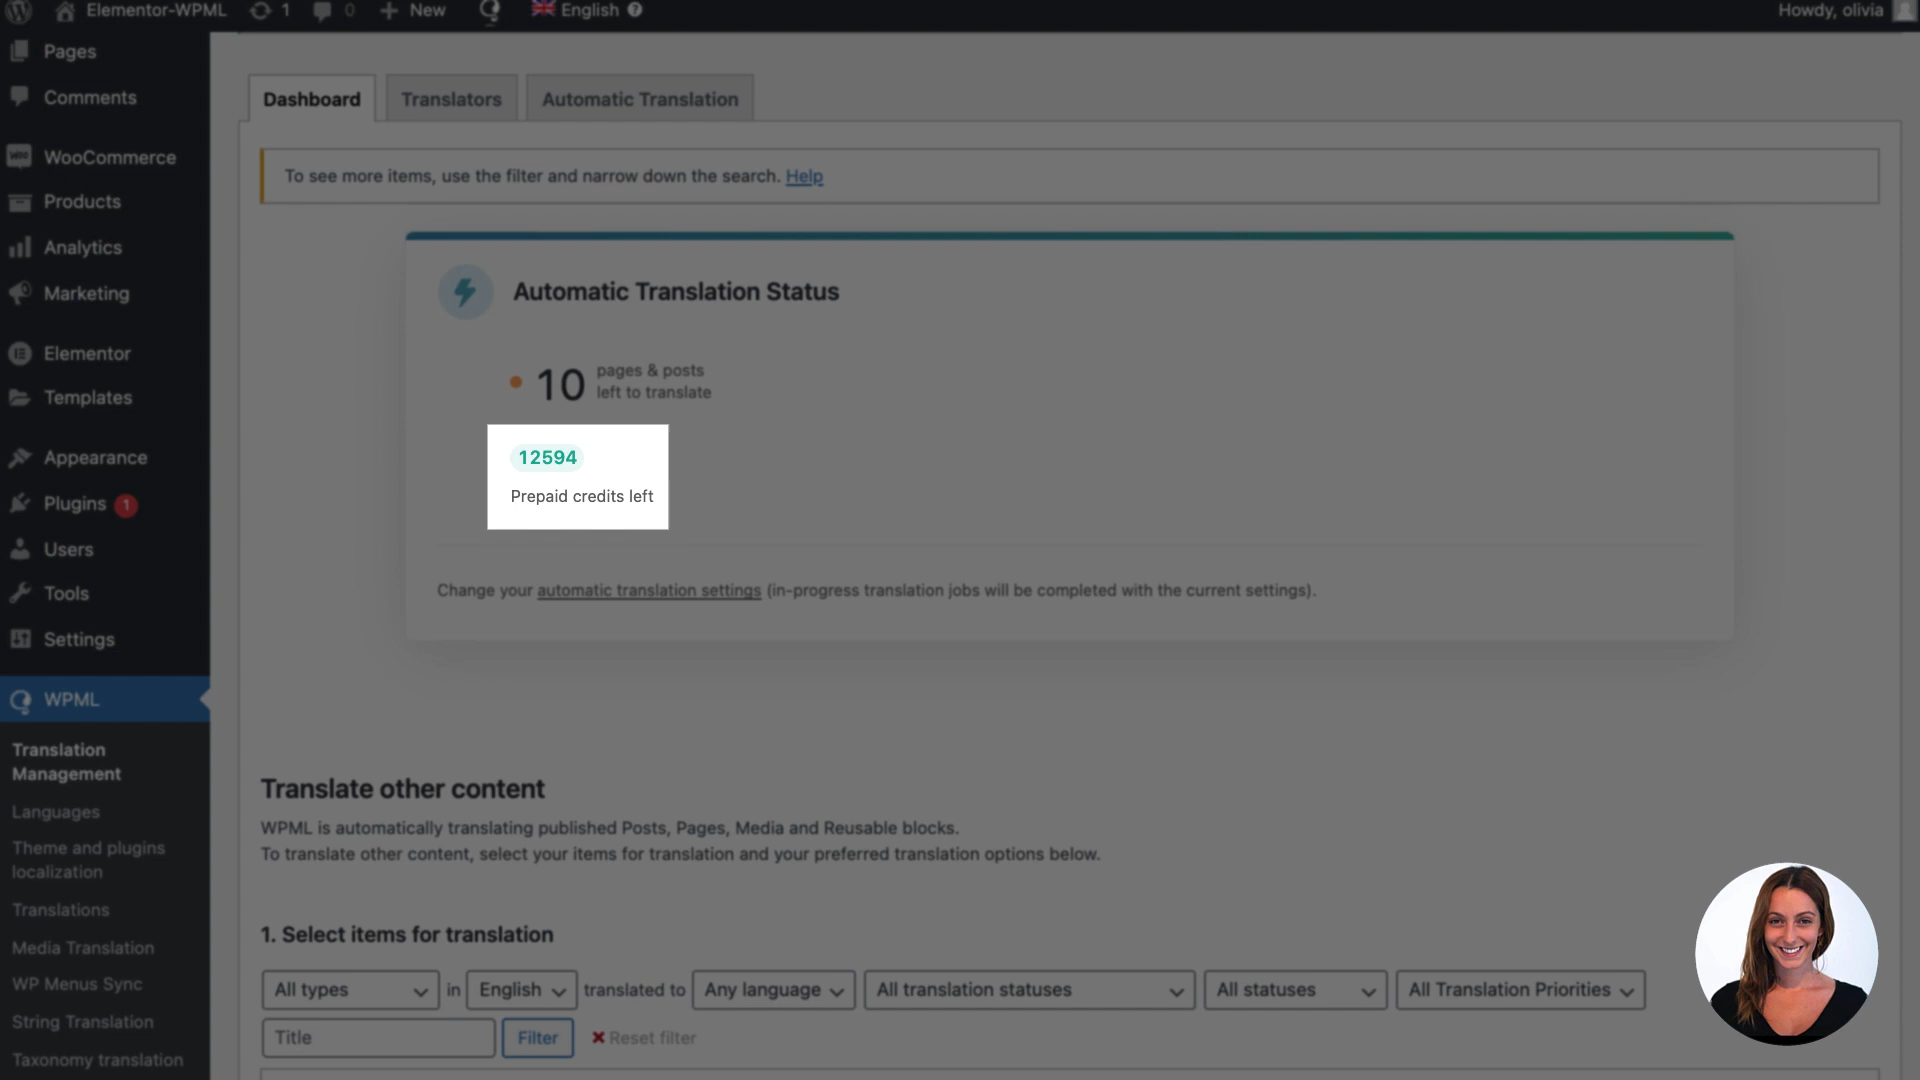 Elementor-WPML 1 0 New English Howdy, olivia
Pages
Comments
WooCommerce
Products
Analytics
Marketing
Elementor
Templates
Appearance
Plugins 1
Users
Tools
Settings
WPML
Translation
Management
Languages
Theme and plugins
localization
Translations
Media Translation
WP Menus Sync
String Translation
Taxonomy translation
Dashboard Translators Automatic Translation
To see more items, use the filter and narrow down the search. Help
Automatic Translation Status
10 pages & posts
left to translate
12594
Prepaid credits left
Change your automatic translation settings (in-progress translation jobs will be completed with the current settings).
Translate other content
WPML is automatically translating published Posts, Pages, Media and Reusable blocks.
To translate other content, select your items for translation and your preferred translation options below.
1. Select items for translation
All types in English translated to Any language All translation statuses All statuses All Translation Priorities
Title Filter Reset filter